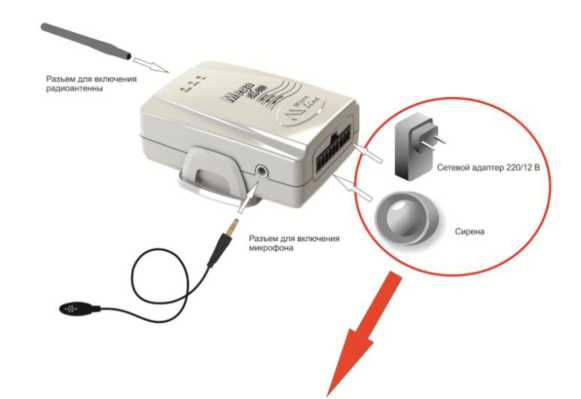 Разъем для включения
радиоантенны
Сетевой адаптер 220/12 В
Сирена
Разъем для включения
микрофона